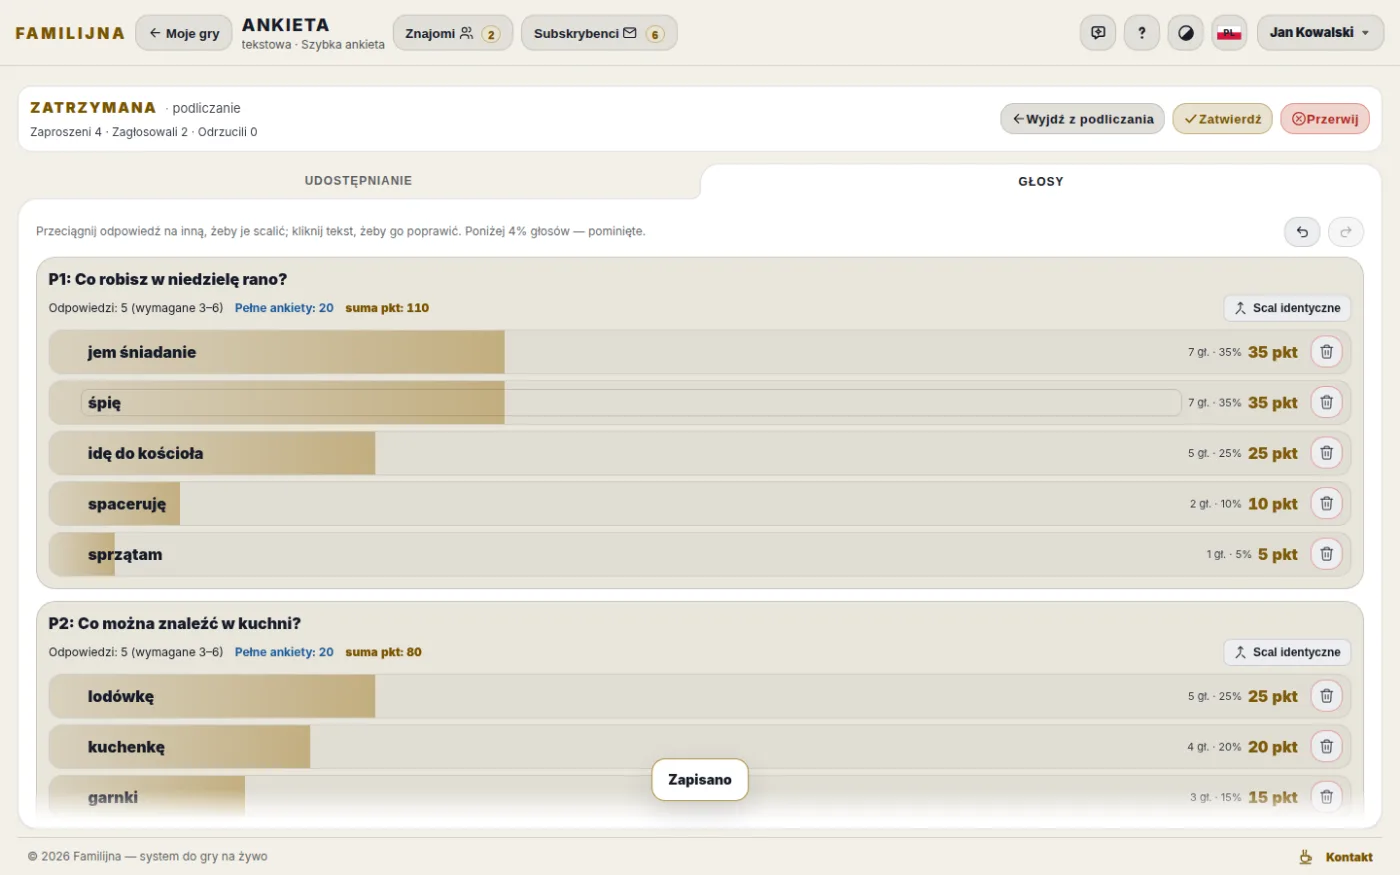 FAMILIJNA
Moje gry
ANKIETA
tekstowa · Szybka ankieta
Znajomi 2
Subskrybenci 6
?
PL
Jan Kowalski
ZATRZYMANA · podliczanie
Zaproszeni 4 · Zagłosowali 2 · Odrzucili 0
Wyjdź z podliczania
Zatwierdź
Przerwij
UDOSTĘPNIANIE
GŁOSY
Przeciągnij odpowiedź na inną, żeby je scalić; kliknij tekst, żeby go poprawić. Poniżej 4% głosów — pominięte.
P1: Co robisz w niedzielę rano?
Odpowiedzi: 5 (wymagane 3–6) Pełne ankiety: 20 suma pkt: 110
Scal identyczne
jem śniadanie 7 gł. · 35% 35 pkt
śpię 7 gł. · 35% 35 pkt
idę do kościoła 5 gł. · 25% 25 pkt
spaceruję 2 gł. · 10% 10 pkt
sprzątam 1 gł. · 5% 5 pkt
P2: Co można znaleźć w kuchni?
Odpowiedzi: 5 (wymagane 3–6) Pełne ankiety: 20 suma pkt: 80
Scal identyczne
lodówkę 5 gł. · 25% 25 pkt
kuchenkę 4 gł. · 20% 20 pkt
garnki 3 gł. · 15% 15 pkt
Zapisano
© 2026 Familijna — system do gry na żywo
Kontakt